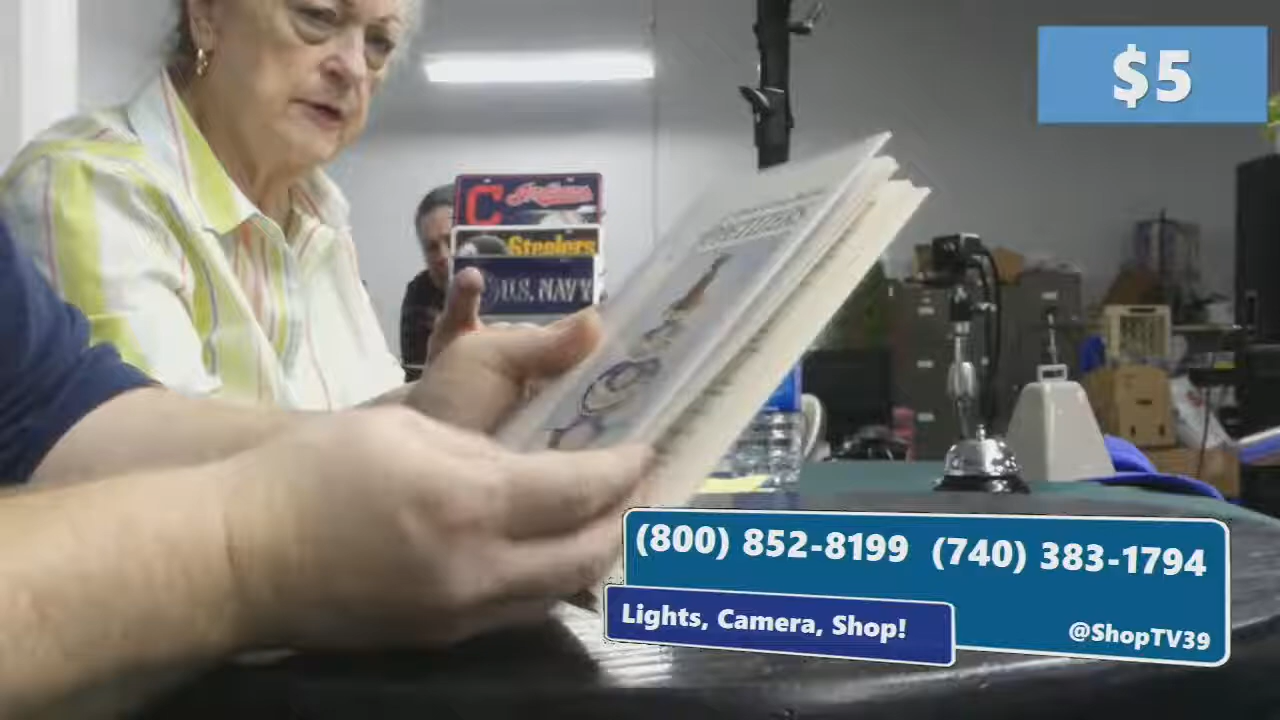 $5
C Indians
Steelers
U.S. NAVY
(800) 852-8199 (740) 383-1794
Lights, Camera, Shop!
@ShopTV39